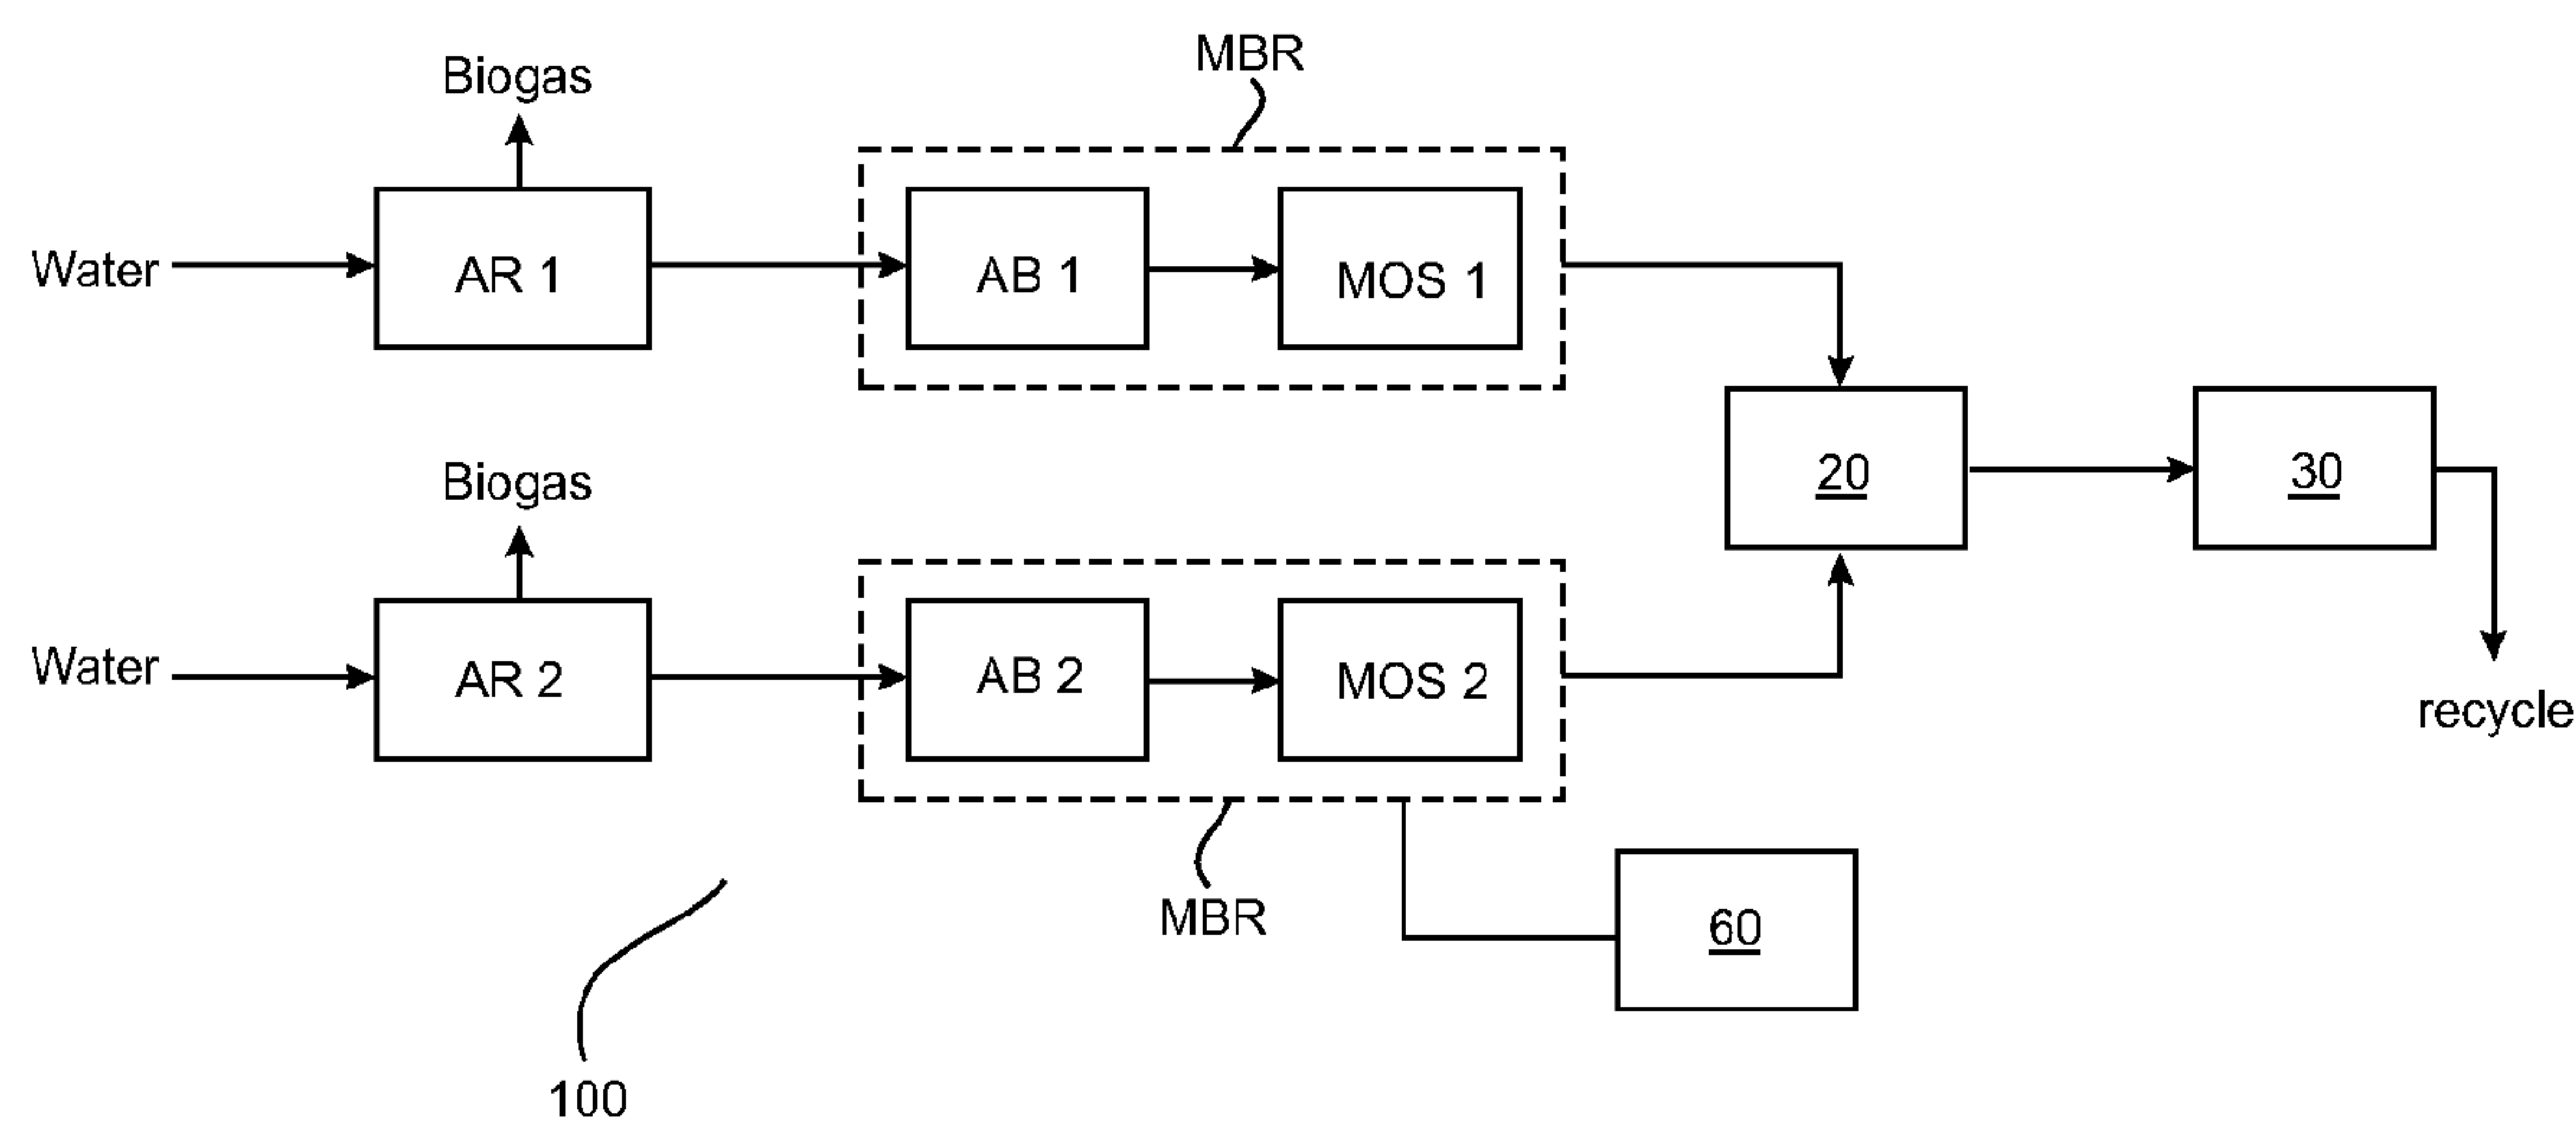 MBR
Biogas
Water
AR 1
AB 1
MOS 1
20
30
Biogas
Water
AR 2
AB 2
MOS 2
recycle
MBR
60
100